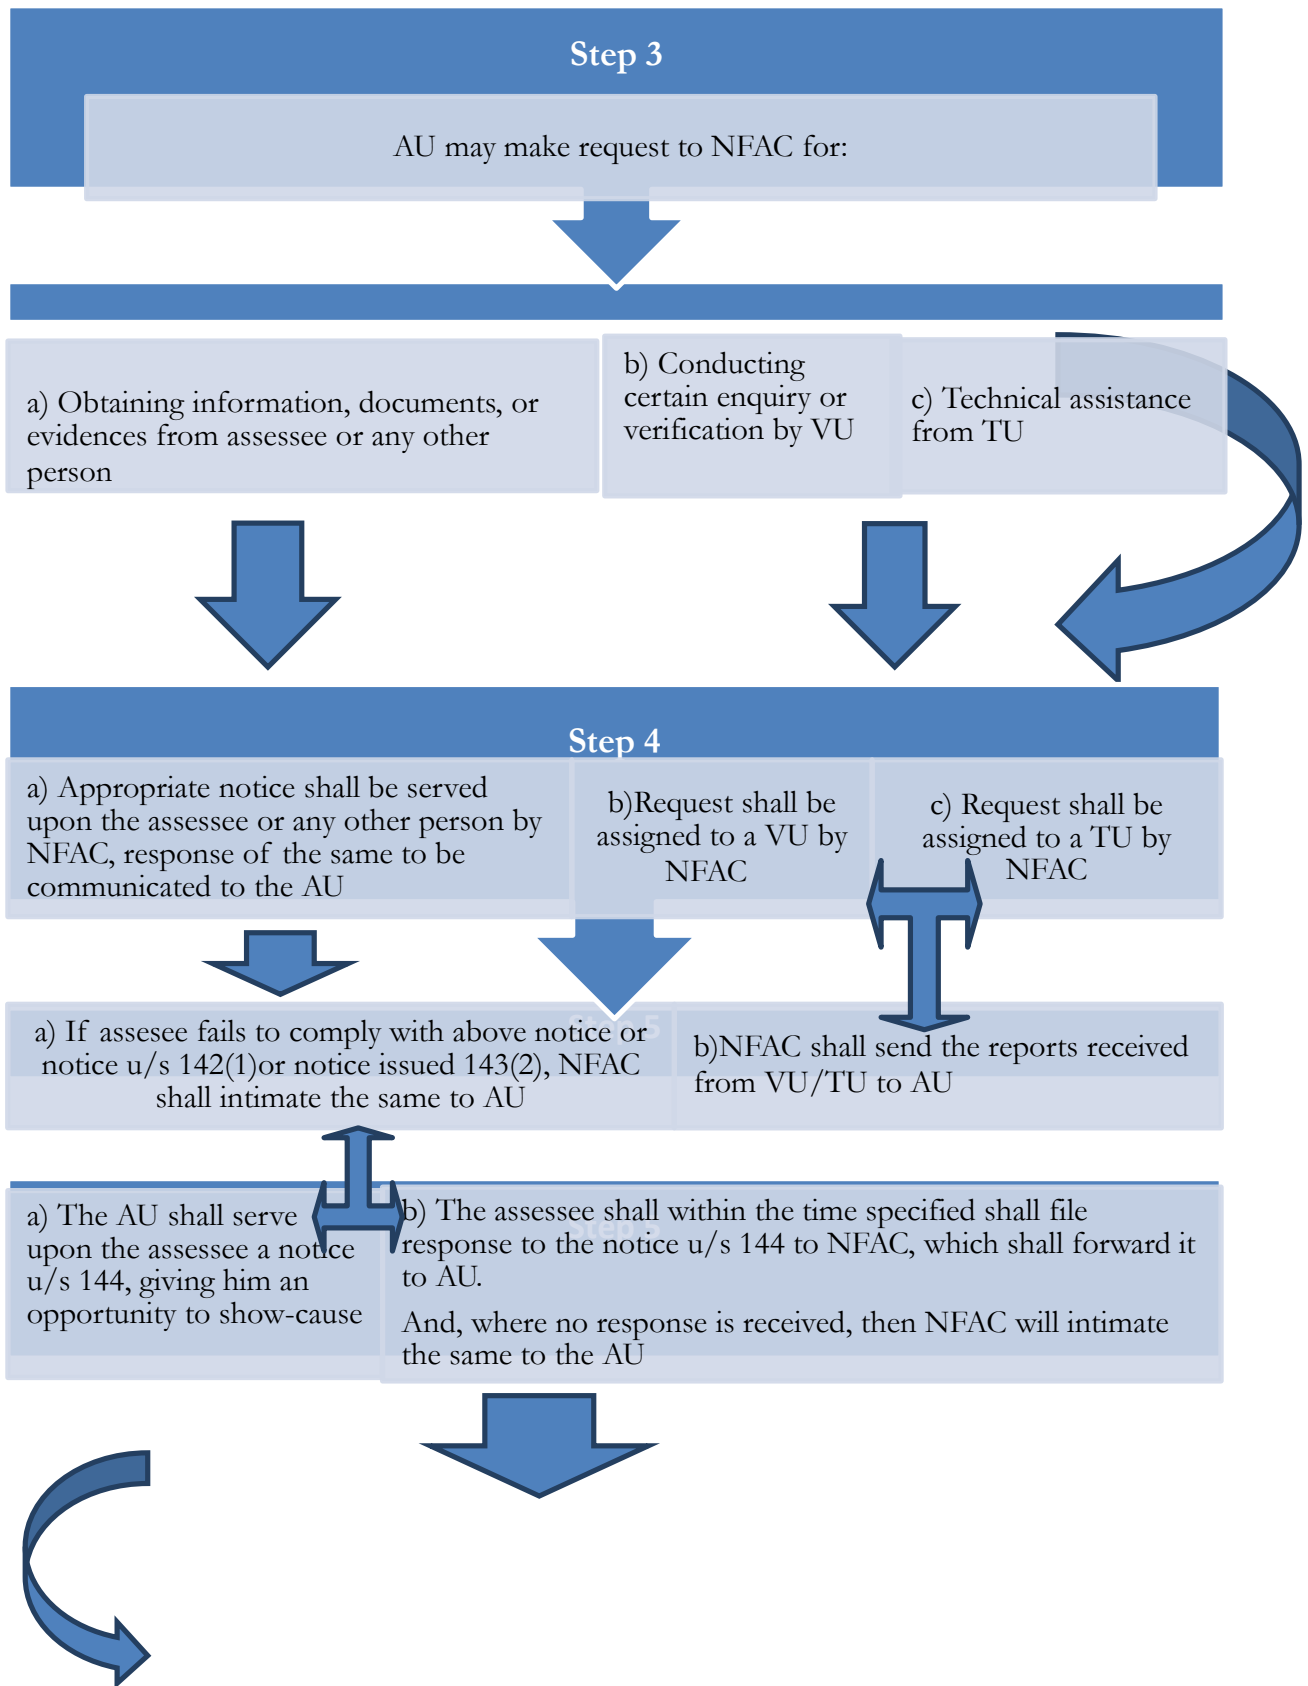 Step 3
AU may make request to NFAC for:
a) Obtaining information, documents, or
evidences from assessee or any other
person
b) Conducting
certain enquiry or
verification by VU
c) Technical assistance
from TU
Step 4
a) Appropriate notice shall be served
upon the assessee or any other person by
NFAC, response of the same to be
communicated to the AU
b)Request shall be
assigned to a VU by
NFAC
c) Request shall be
assigned to a TU by
NFAC
Step 5
a) If assesee fails to comply with above notice or
notice u/s 142(1)or notice issued 143(2), NFAC
shall intimate the same to AU
b)NFAC shall send the reports received
from VU/TU to AU
Step 5
a) The AU shall serve
upon the assessee a notice
u/s 144, giving him an
opportunity to show-cause
b) The assessee shall within the time specified shall file
response to the notice u/s 144 to NFAC, which shall forward it
to AU.
And, where no response is received, then NFAC will intimate
the same to the AU